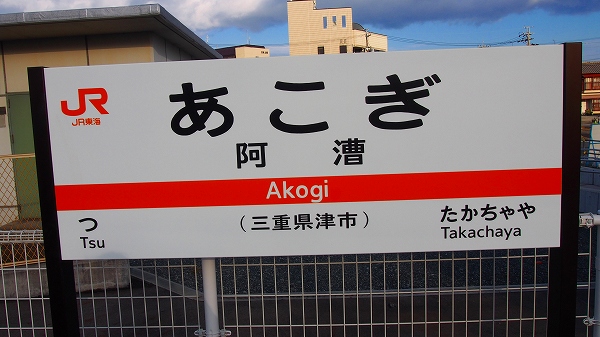 JR
JR東海
あこぎ
阿漕
Akogi
つ
Tsu
(三重県津市)
たかちゃや
Takachaya